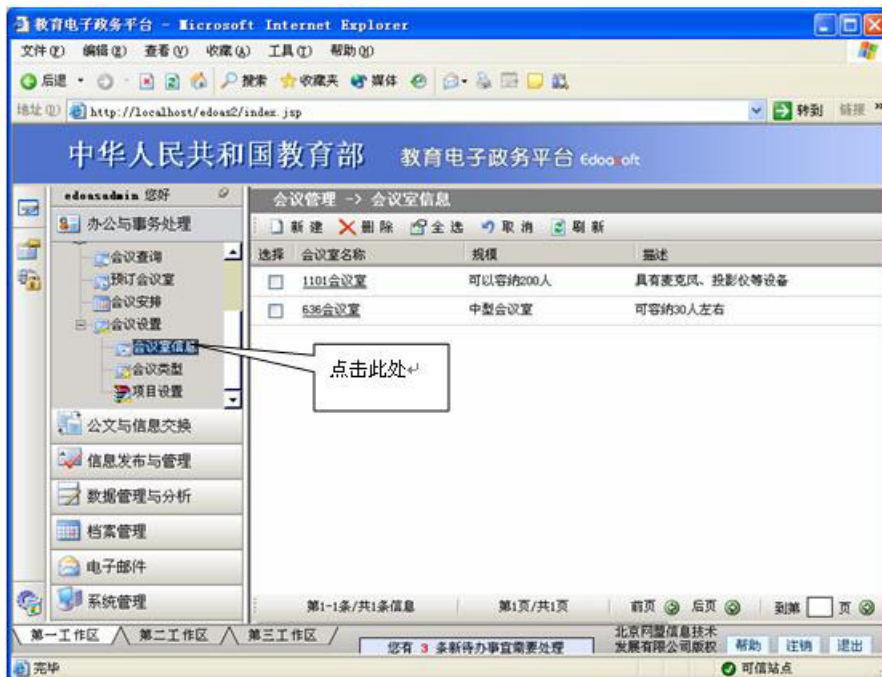 教育电子政务平台 - Microsoft Internet Explorer
文件(F) 编辑(E) 查看(V) 收藏(A) 工具(T) 帮助(H)
后退 搜索 收藏夹 媒体
地址(D) http://localhost/edoas2/index.jsp 转到 链接 »
中华人民共和国教育部 教育电子政务平台 Edoasoft
edoasadmin 您好
会议管理 -> 会议室信息
办公与事务处理
新建 删除 全选 取消 刷新
选择 会议室名称 规模 描述
会议查询
预订会议室
会议安排
会议设置
会议室信息
会议类型
项目设置
1101会议室 可以容纳200人 具有麦克风、投影仪等设备
636会议室 中型会议室 可容纳30人左右
点击此处↵
公文与信息交换
信息发布与管理
数据管理与分析
档案管理
电子邮件
系统管理
第1-1条/共1条信息 第1页/共1页 前页 后页 到第 页
第一工作区 第二工作区 第三工作区
您有 3 条新待办事宜需要处理
北京网盟信息技术
发展有限公司版权
帮助 注销 退出
完毕 可信站点